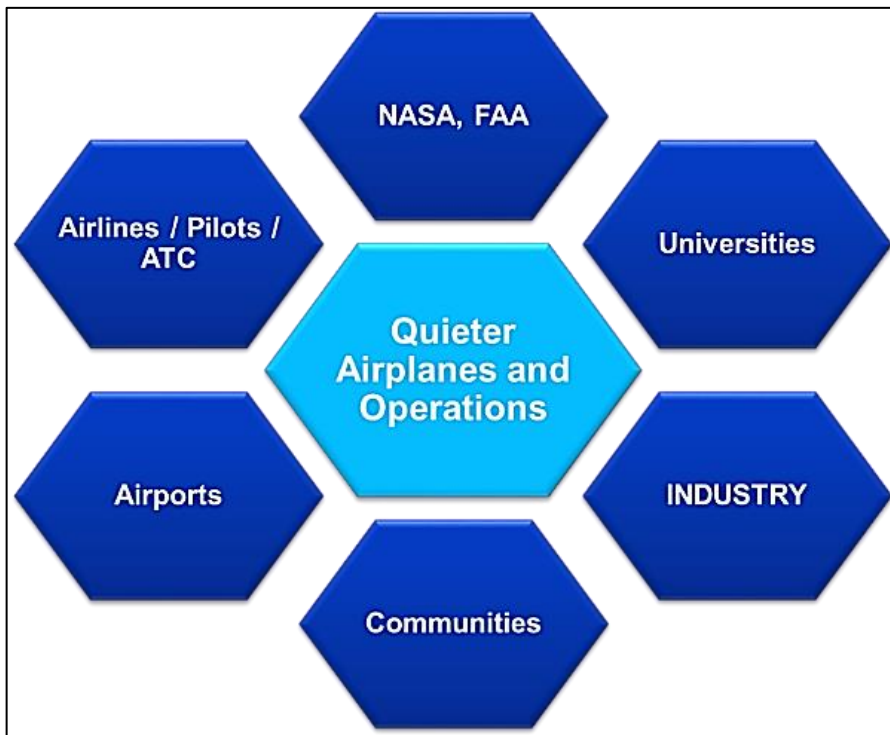 NASA, FAA
Airlines / Pilots /
ATC
Universities
Quieter
Airplanes and
Operations
Airports
INDUSTRY
Communities